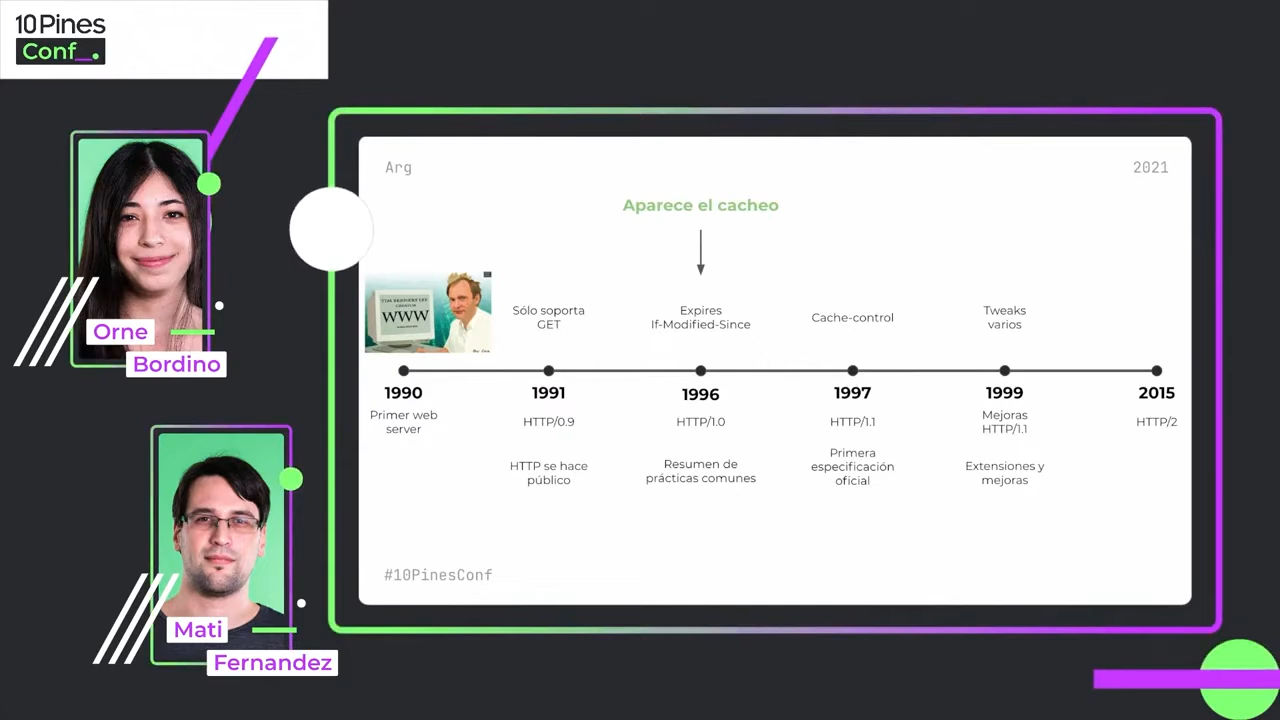 10Pines
Conf_.
Orne
Bordino
Mati
Fernandez
Arg
2021
Aparece el cacheo
WWW
Sólo soporta
GET
Expires
If-Modified-Since
Cache-control
Tweaks
varios
1990
1991
1996
1997
1999
2015
Primer web
server
HTTP/0.9
HTTP/1.0
HTTP/1.1
Mejoras
HTTP/1.1
HTTP/2
HTTP se hace
público
Resumen de
prácticas comunes
Primera
especificación
oficial
Extensiones y
mejoras
#10PinesConf